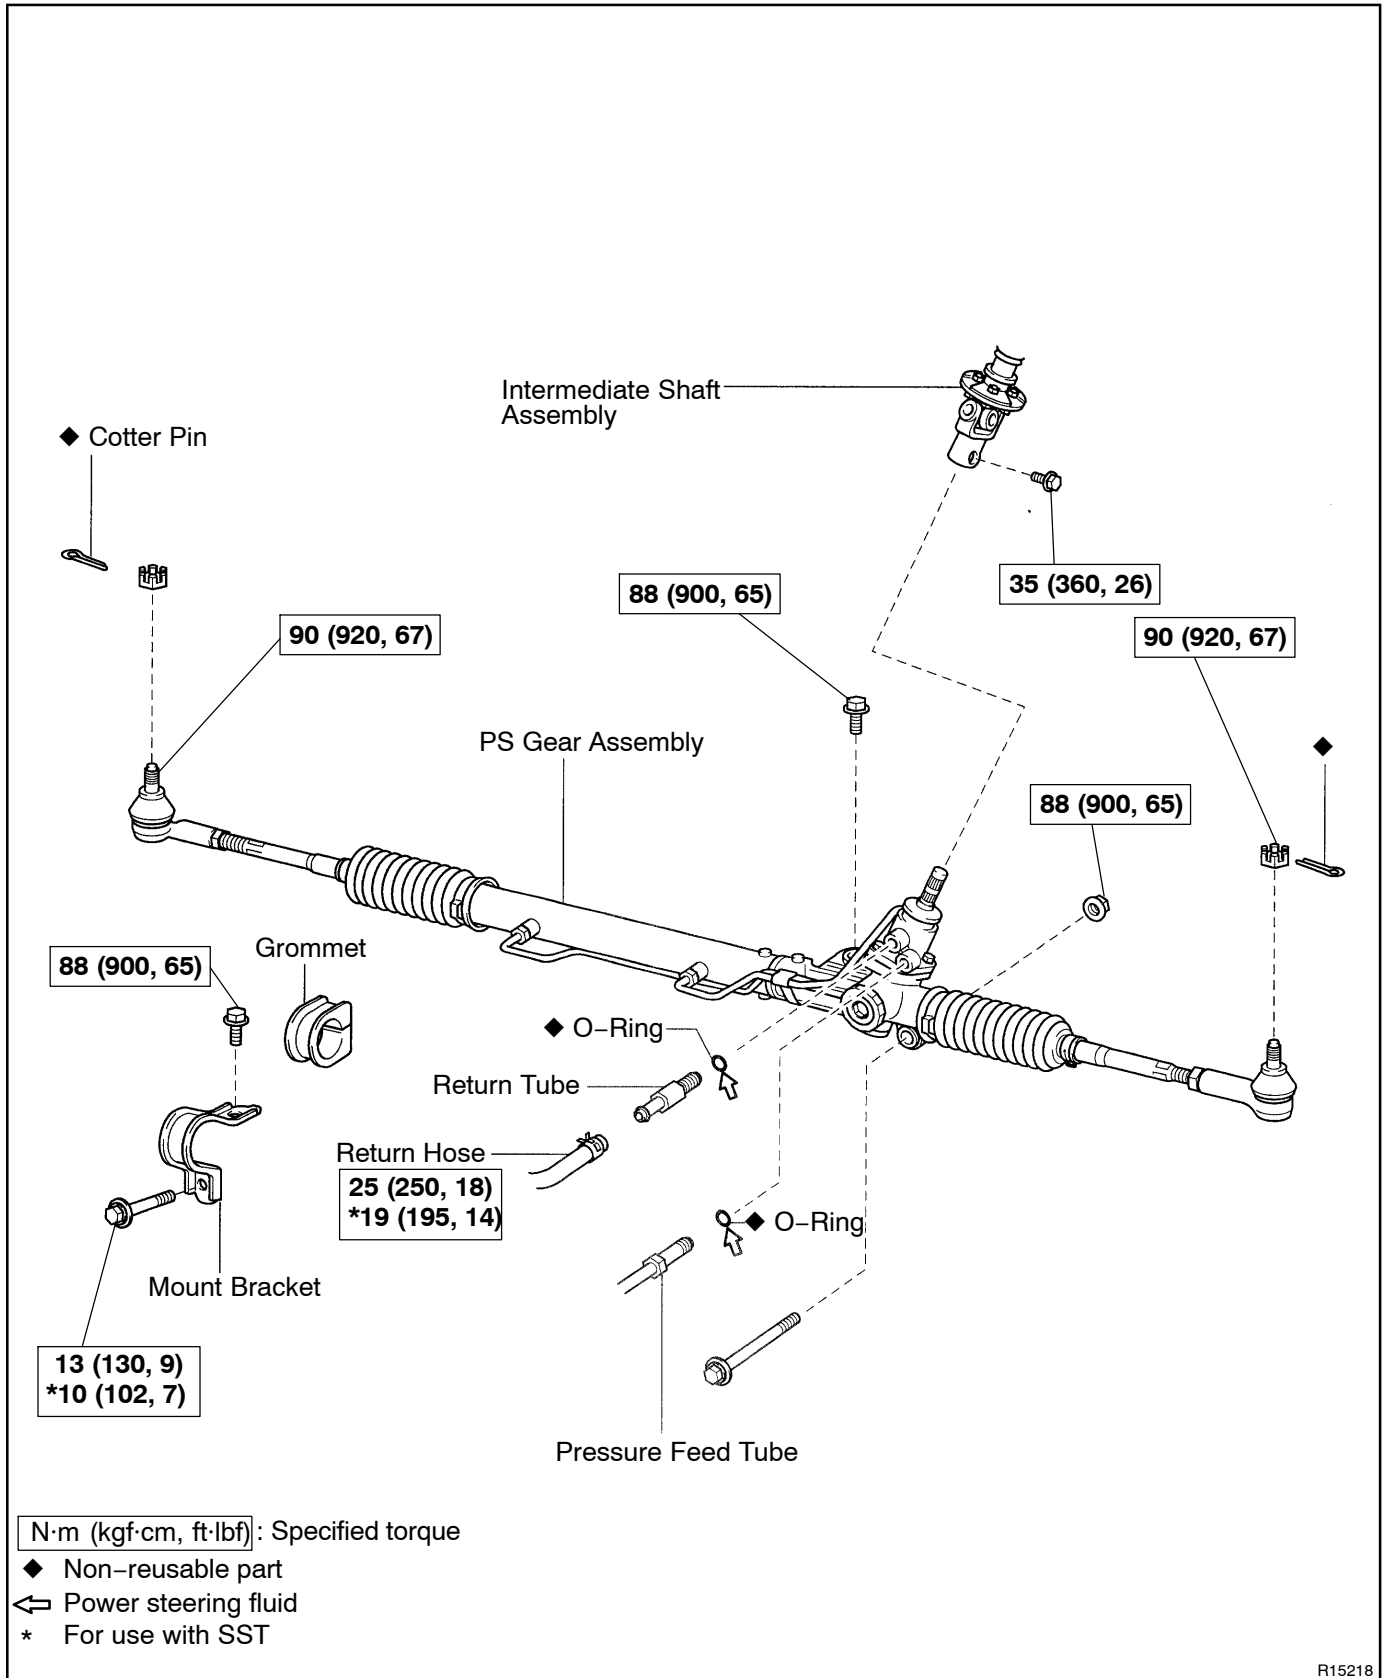 Intermediate Shaft
Assembly
◆ Cotter Pin
35 (360, 26)
88 (900, 65)
90 (920, 67)
90 (920, 67)
PS Gear Assembly
◆
88 (900, 65)
Grommet
88 (900, 65)
◆ O−Ring
Return Tube
Return Hose
25 (250, 18)
*19 (195, 14)
◆ O−Ring
Mount Bracket
13 (130, 9)
*10 (102, 7)
Pressure Feed Tube
N·m (kgf·cm, ft·lbf) : Specified torque
◆ Non−reusable part
Power steering fluid
* For use with SST
R15218